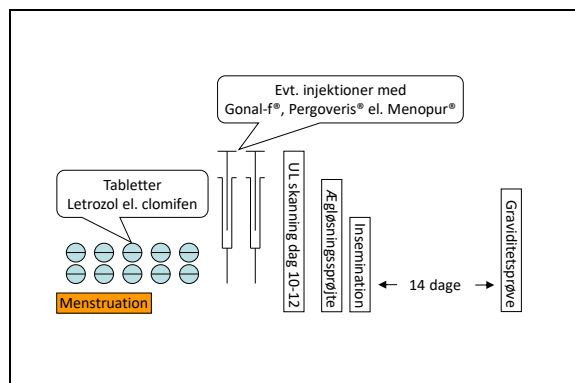 Evt. injektioner med
Gonal-f®, Pergoveris® el. Menopur®
Tabletter
Letrozol el. clomifen
Menstruation
UL skanning dag 10-12
Ægløsningssprøjte
Insemination
14 dage
Graviditetsprøve